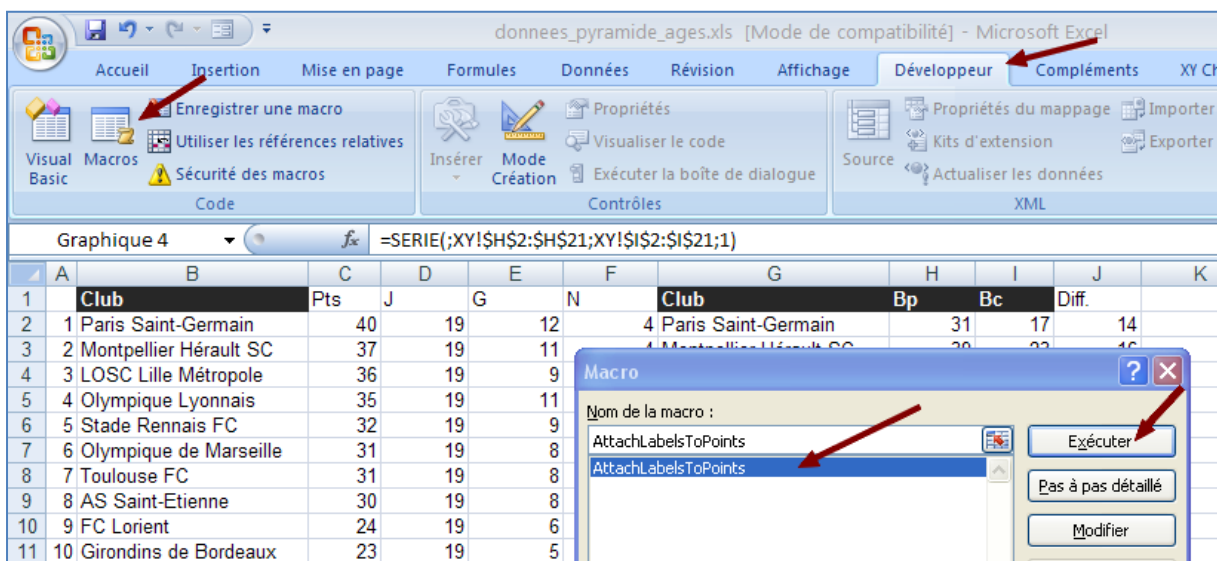 donnees_pyramide_ages.xls [Mode de compatibilité] - Microsoft Excel
Accueil Insertion Mise en page Formules Données Révision Affichage Développeur Compléments XY Ch
Visual Basic
Macros
Enregistrer une macro
Utiliser les références relatives
Sécurité des macros
Code
Insérer
Mode Création
Propriétés
Visualiser le code
Exécuter la boîte de dialogue
Contrôles
Source
Propriétés du mappage
Kits d'extension
Actualiser les données
Importer
Exporter
XML
Graphique 4 fx =SERIE(;XY!$H$2:$H$21;XY!$I$2:$I$21;1)
A B C D E F G H I J K
1 Club Pts J G N Club Bp Bc Diff.
2 1 Paris Saint-Germain 40 19 12 4 Paris Saint-Germain 31 17 14
3 2 Montpellier Hérault SC 37 19 11 4 Montpellier Hérault SC
4 3 LOSC Lille Métropole 36 19 9
5 4 Olympique Lyonnais 35 19 11
6 5 Stade Rennais FC 32 19 9
7 6 Olympique de Marseille 31 19 8
8 7 Toulouse FC 31 19 8
9 8 AS Saint-Etienne 30 19 8
10 9 FC Lorient 24 19 6
11 10 Girondins de Bordeaux 23 19 5
Macro
Nom de la macro :
AttachLabelsToPoints
AttachLabelsToPoints
Exécuter
Pas à pas détaillé
Modifier